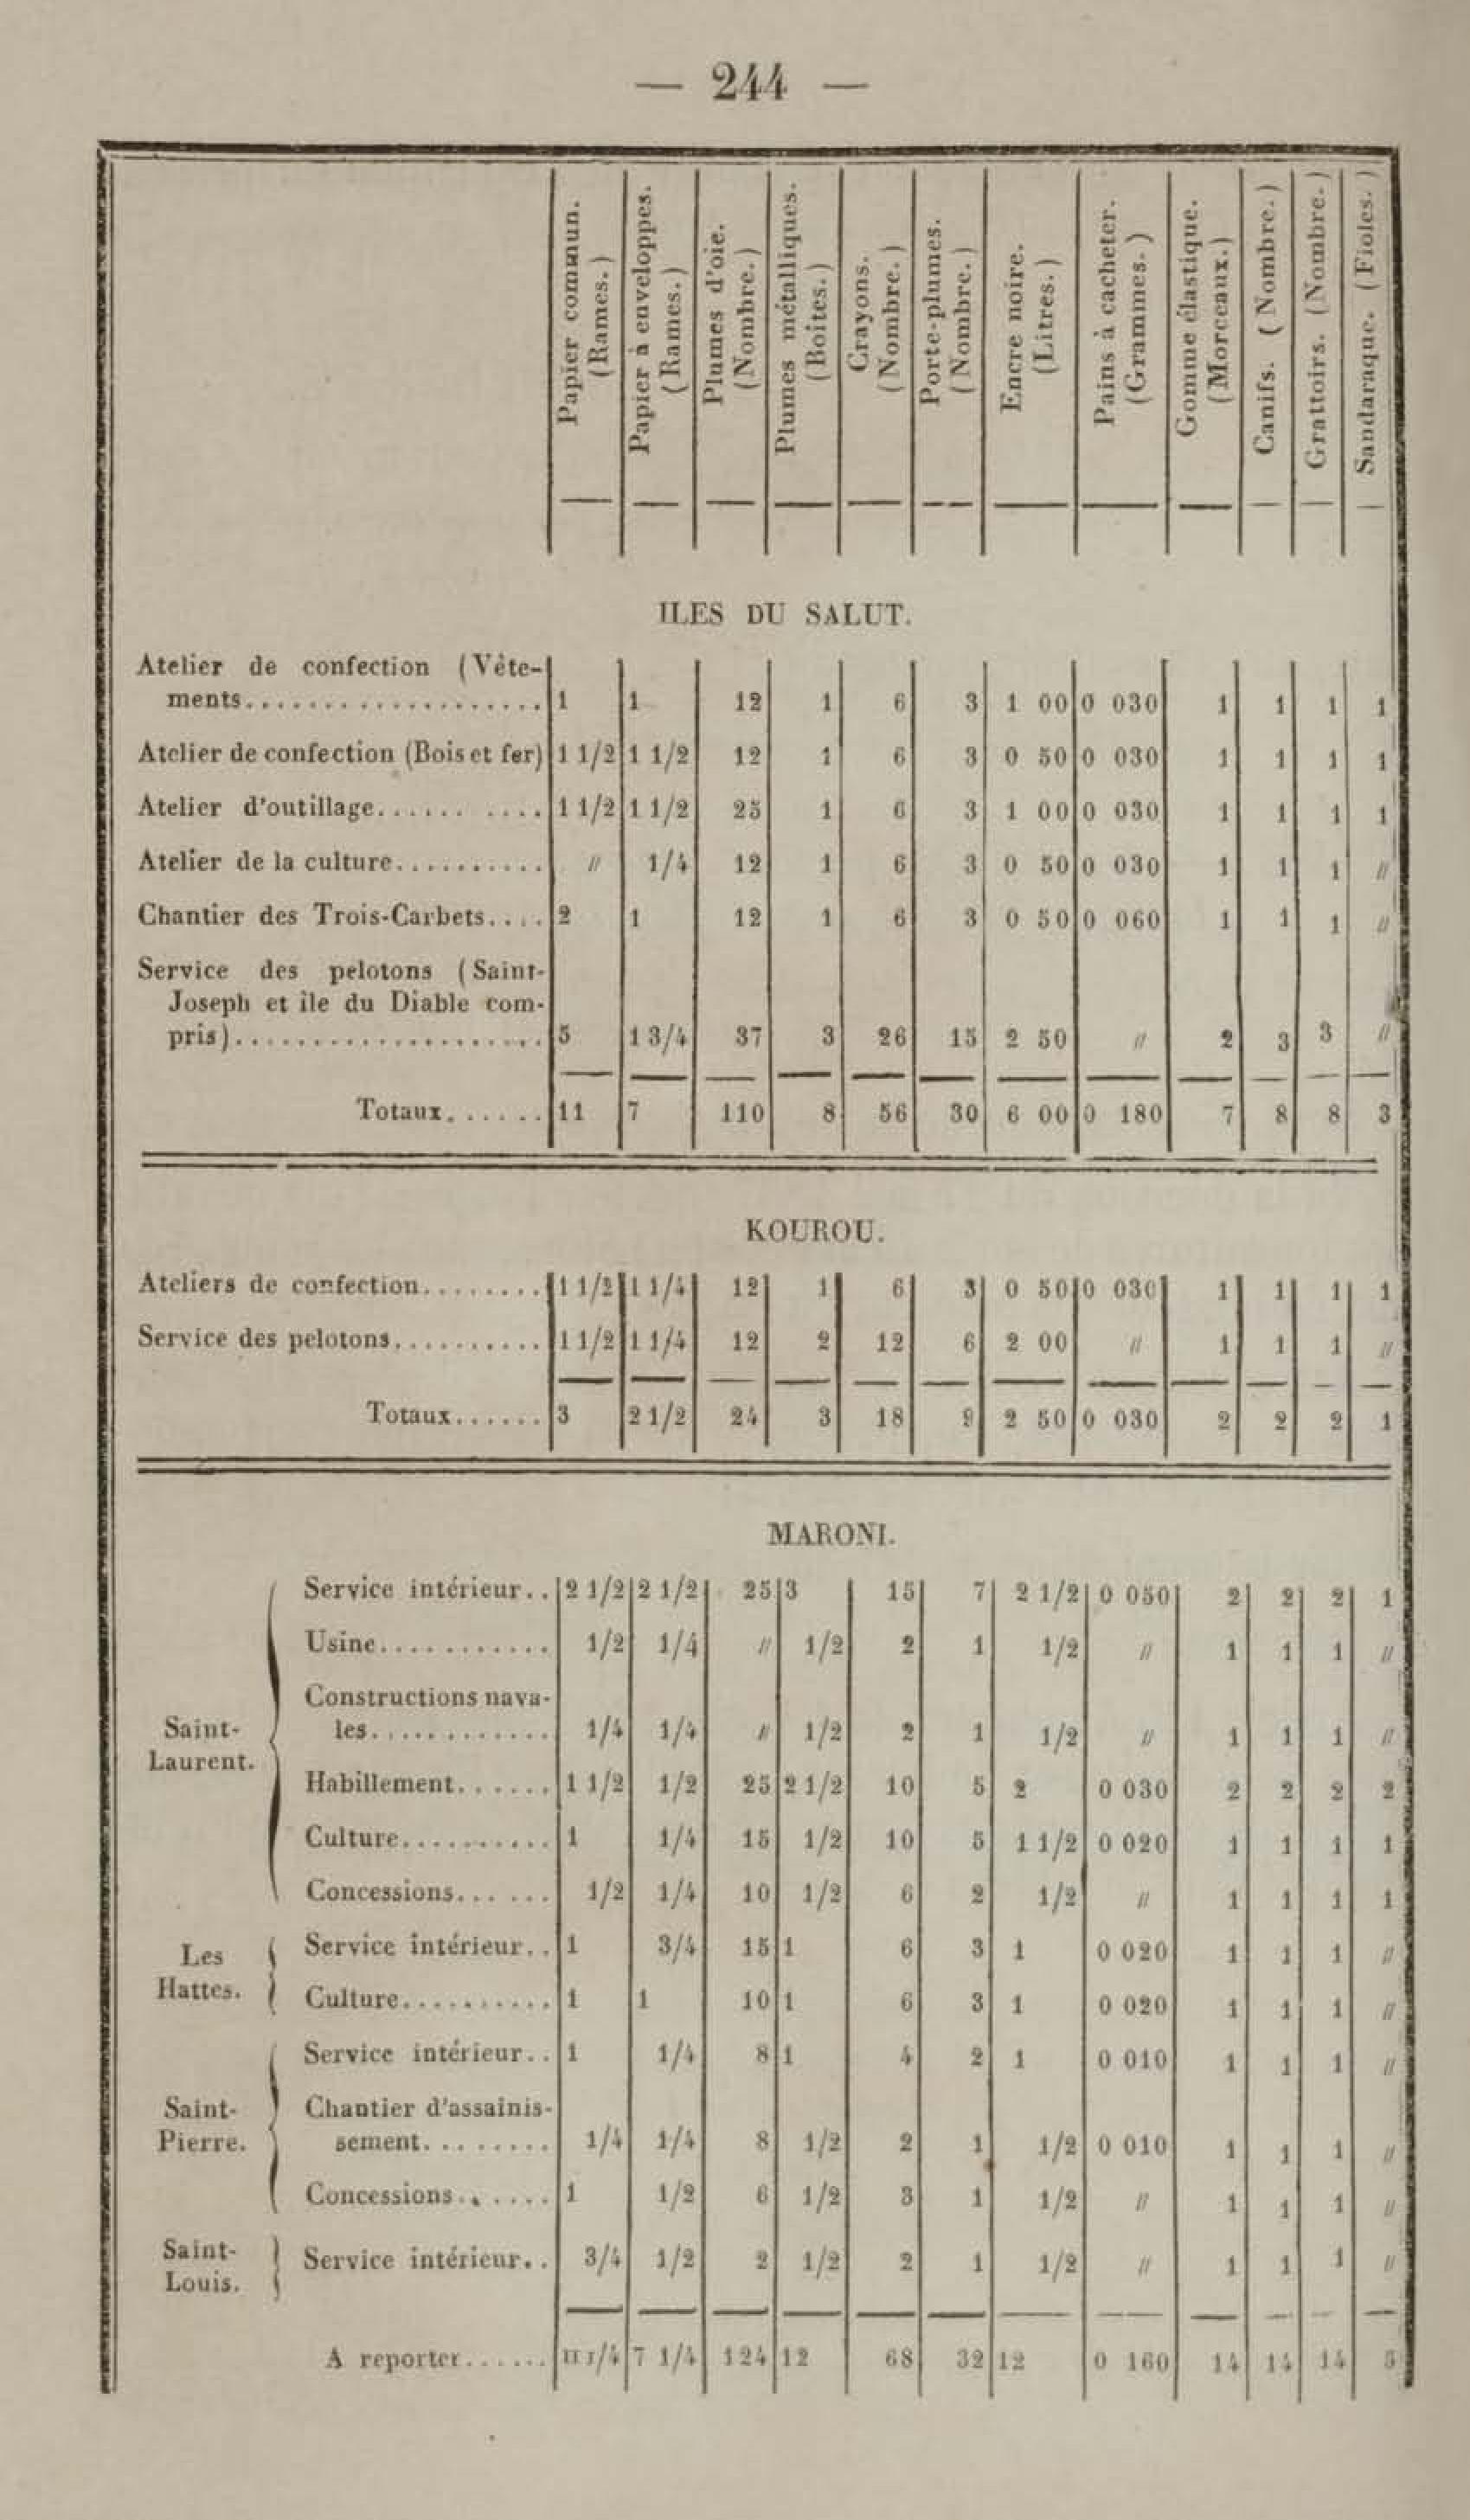 — 244 —
Papier commun. (Rames.)
Papier à enveloppes. (Rames.)
Plumes d'oie. (Nombre.)
Plumes métalliques. (Boîtes.)
Crayons. (Nombre.)
Porte-plumes. (Nombre.)
Encre noire. (Litres.)
Pains à cacheter. (Grammes.)
Gomme élastique. (Morceaux.)
Canifs. (Nombre.)
Grattoirs. (Nombre.)
Sandaraque. (Fioles.)
ILES DU SALUT.
Atelier de confection (Vête-
ments................... 1 1 12 1 6 3 1 00 0 030 1 1 1 1
Atelier de confection (Bois et fer) 1 1/2 1 1/2 12 1 6 3 0 50 0 030 1 1 1 1
Atelier d'outillage........... 1 1/2 1 1/2 25 1 6 3 1 00 0 030 1 1 1 1
Atelier de la culture.......... // 1/4 12 1 6 3 0 50 0 030 1 1 1 //
Chantier des Trois-Carbets.... 2 1 12 1 6 3 0 50 0 060 1 1 1 //
Service des pelotons (Saint-
Joseph et île du Diable com-
pris)................... 5 1 3/4 37 3 26 15 2 50 // 2 3 3 //
Totaux...... 11 7 110 8 56 30 6 00 0 180 7 8 8 3
KOUROU.
Ateliers de confection........ 1 1/2 1 1/4 12 1 6 3 0 50 0 030 1 1 1 1
Service des pelotons.......... 1 1/2 1 1/4 12 2 12 6 2 00 // 1 1 1 //
Totaux...... 3 2 1/2 24 3 18 9 2 50 0 030 2 2 2 1
MARONI.
Service intérieur.. 2 1/2 2 1/2 25 3 15 7 2 1/2 0 050 2 2 2 1
Usine........... 1/2 1/4 // 1/2 2 1 1/2 // 1 1 1 //
Constructions nava-
Saint- les............ 1/4 1/4 // 1/2 2 1 1/2 // 1 1 1 //
Laurent.
Habillement...... 1 1/2 1/2 25 2 1/2 10 5 2 0 030 2 2 2 2
Culture.......... 1 1/4 15 1/2 10 5 1 1/2 0 020 1 1 1 1
Concessions...... 1/2 1/4 10 1/2 6 2 1/2 // 1 1 1 1
Les Service intérieur.. 1 3/4 15 1 6 3 1 0 020 1 1 1 //
Hattes. Culture.......... 1 1 10 1 6 3 1 0 020 1 1 1 //
Service intérieur.. 1 1/4 8 1 4 2 1 0 010 1 1 1 //
Saint- Chantier d'assainis-
Pierre. sement........ 1/4 1/4 8 1/2 2 1 1/2 0 010 1 1 1 //
Concessions...... 1 1/2 6 1/2 3 1 1/2 // 1 1 1 //
Saint- Service intérieur.. 3/4 1/2 2 1/2 2 1 1/2 // 1 1 1 //
Louis.
A reporter...... 11 1/4 7 1/4 124 12 68 32 12 0 160 14 14 14 5